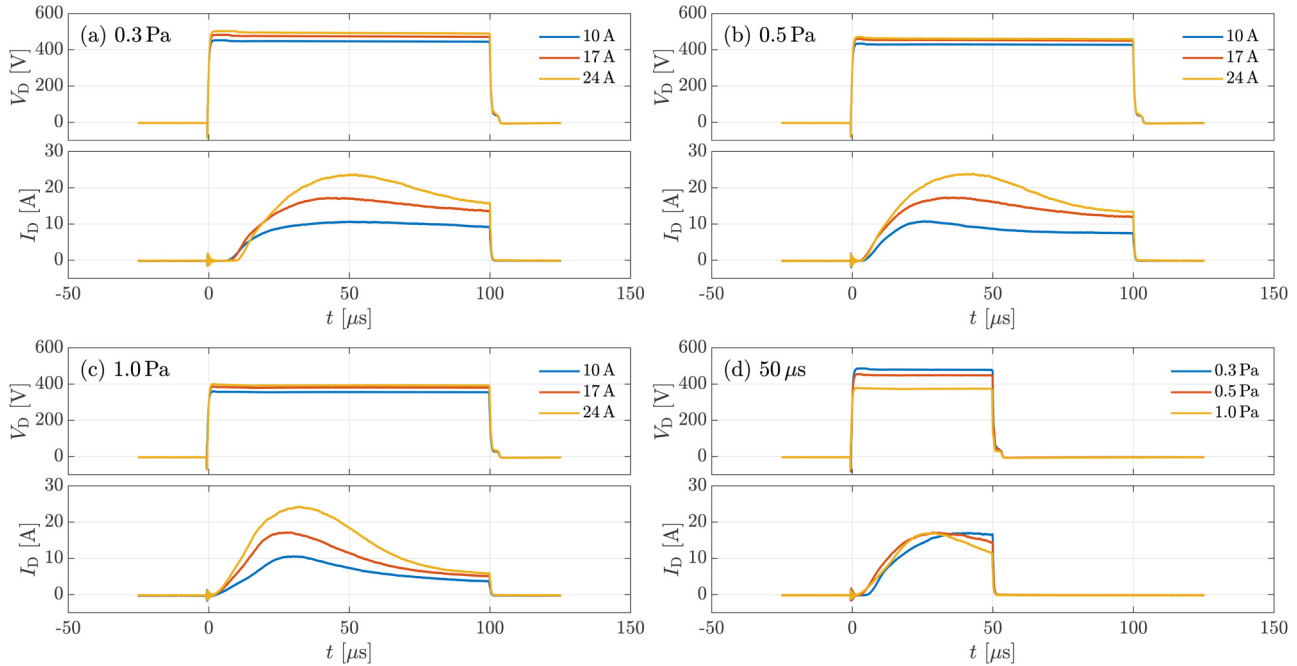 600
400
200
0
V_D [V]
(a) 0.3 Pa
10 A
17 A
24 A
30
20
10
0
I_D [A]
-50 0 50 100 150
t [μs]
600
400
200
0
V_D [V]
(b) 0.5 Pa
10 A
17 A
24 A
30
20
10
0
I_D [A]
-50 0 50 100 150
t [μs]
600
400
200
0
V_D [V]
(c) 1.0 Pa
10 A
17 A
24 A
30
20
10
0
I_D [A]
-50 0 50 100 150
t [μs]
600
400
200
0
V_D [V]
(d) 50 μs
0.3 Pa
0.5 Pa
1.0 Pa
30
20
10
0
I_D [A]
-50 0 50 100 150
t [μs]